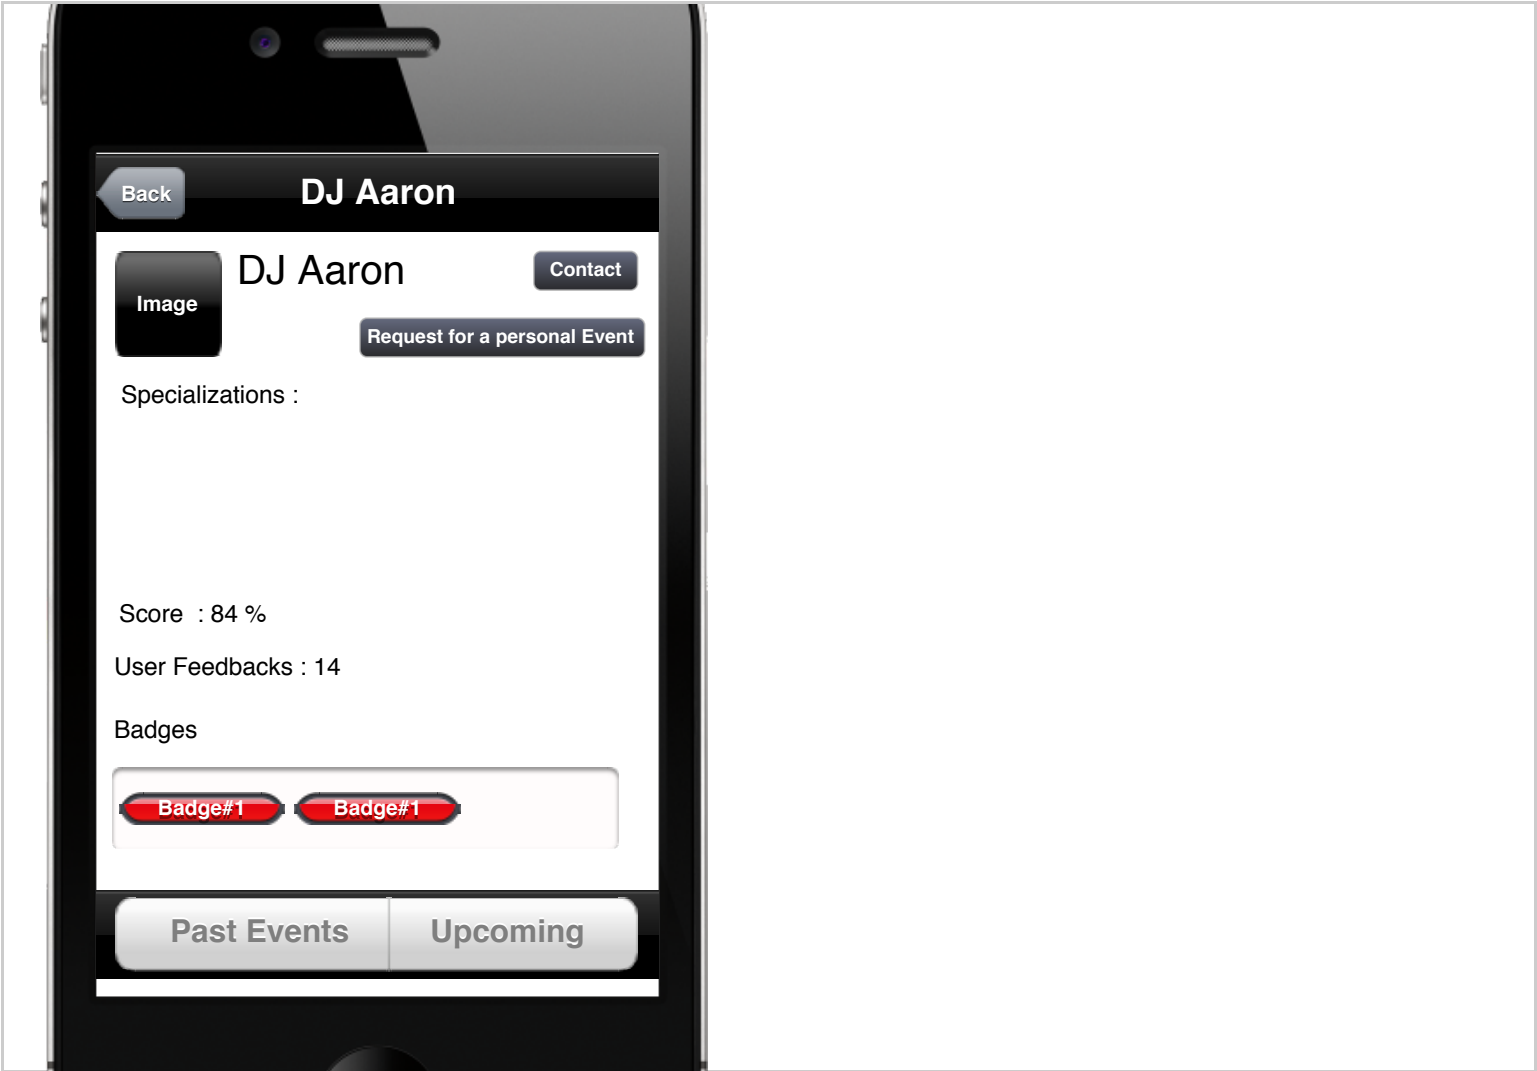 Back
DJ Aaron
Image
DJ Aaron
Contact
Request for a personal Event
Specializations :
Score : 84 %
User Feedbacks : 14
Badges
Badge#1 Badge#1
Past Events Upcoming